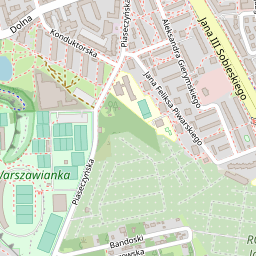 Dolna
Konduktorska
Piaseczyńska
Aleksandra Gierymskiego
Jana III Sobieskiego
Jana Feliksa Piwarskiego
Piaseczyńska
Warszawianka
Bandoski